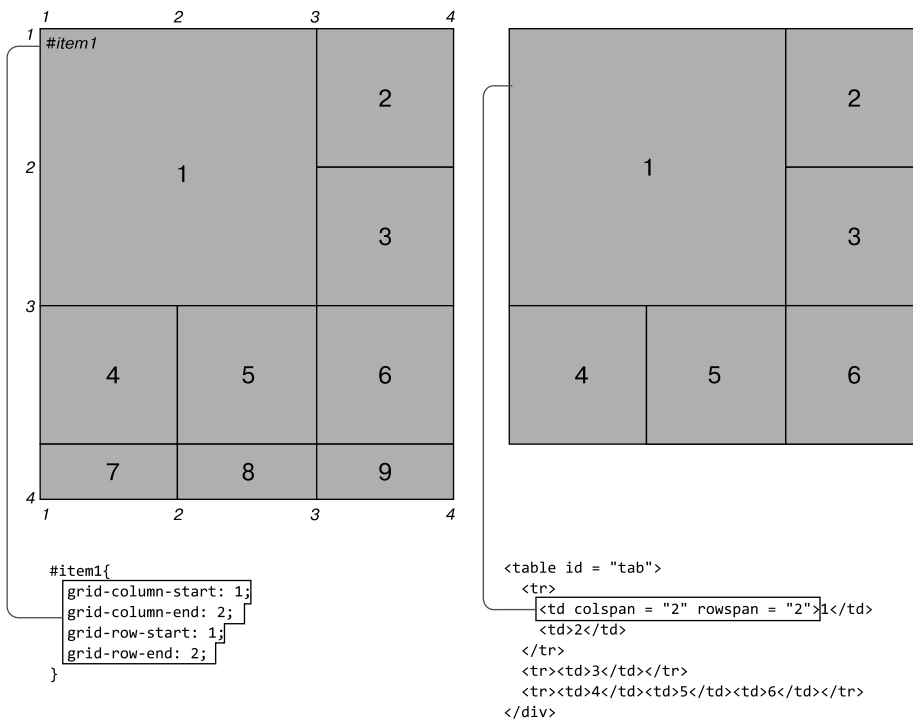 1 2 3 4
1
#item1
2
1
2
3
3
4 5 6
7 8 9
4
1 2 3 4
#item1{
grid-column-start: 1;
grid-column-end: 2;
grid-row-start: 1;
grid-row-end: 2;
}
2
1
3
4 5 6
<table id = "tab">
<tr>
<td colspan = "2" rowspan = "2">1</td>
<td>2</td>
</tr>
<tr><td>3</td></tr>
<tr><td>4</td><td>5</td><td>6</td></tr>
</div>